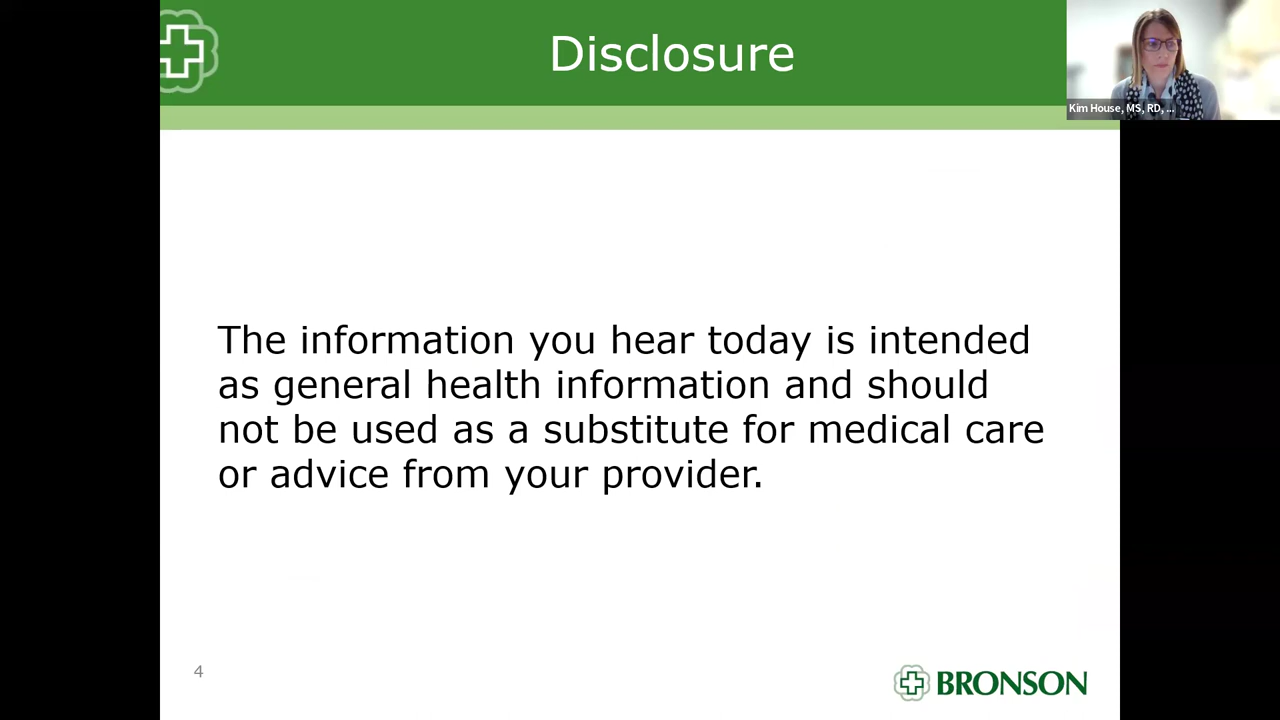 Disclosure
Kim House, MS, RD, ...
The information you hear today is intended
as general health information and should
not be used as a substitute for medical care
or advice from your provider.
4
BRONSON